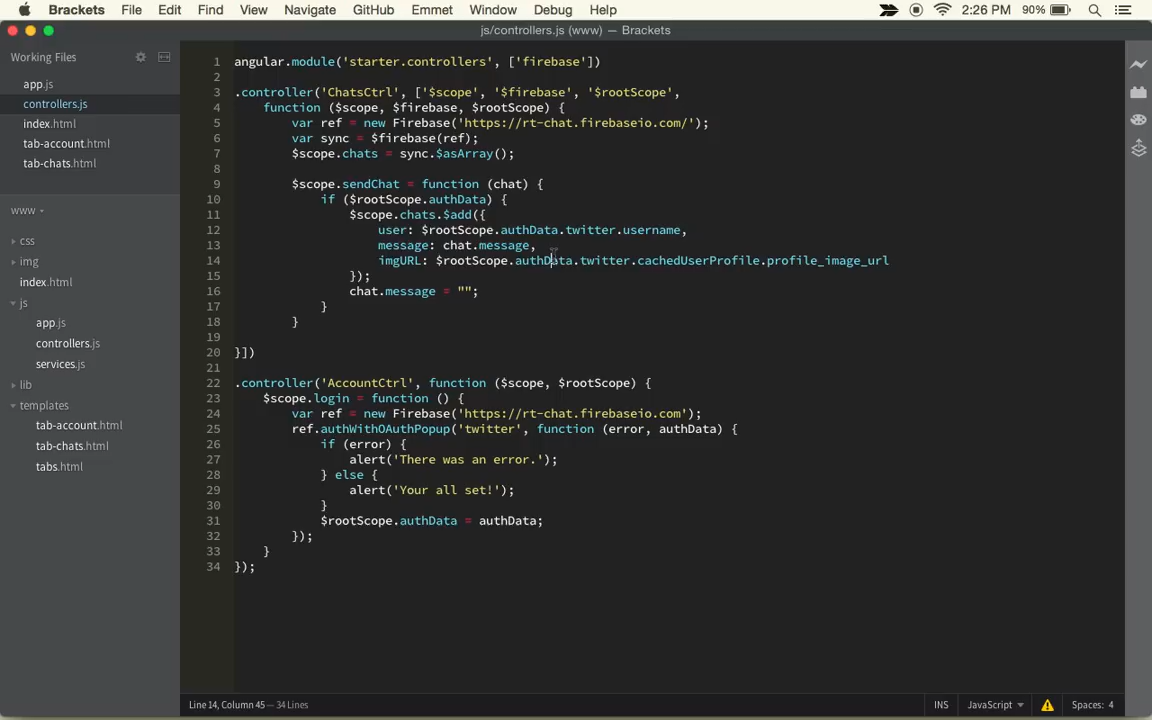 Brackets File Edit Find View Navigate GitHub Emmet Window Debug Help 2:26 PM 90%
js/controllers.js (www) — Brackets
Working Files
app.js
controllers.js
index.html
tab-account.html
tab-chats.html
www
css
img
index.html
js
app.js
controllers.js
services.js
lib
templates
tab-account.html
tab-chats.html
tabs.html
1 angular.module('starter.controllers', ['firebase'])
2
3 .controller('ChatsCtrl', ['$scope', '$firebase', '$rootScope',
4 function ($scope, $firebase, $rootScope) {
5 var ref = new Firebase('https://rt-chat.firebaseio.com/');
6 var sync = $firebase(ref);
7 $scope.chats = sync.$asArray();
8
9 $scope.sendChat = function (chat) {
10 if ($rootScope.authData) {
11 $scope.chats.$add({
12 user: $rootScope.authData.twitter.username,
13 message: chat.message,
14 imgURL: $rootScope.authData.twitter.cachedUserProfile.profile_image_url
15 });
16 chat.message = "";
17 }
18 }
19
20 }])
21
22 .controller('AccountCtrl', function ($scope, $rootScope) {
23 $scope.login = function () {
24 var ref = new Firebase('https://rt-chat.firebaseio.com');
25 ref.authWithOAuthPopup('twitter', function (error, authData) {
26 if (error) {
27 alert('There was an error.');
28 } else {
29 alert('Your all set!');
30 }
31 $rootScope.authData = authData;
32 });
33 }
34 });
Line 14, Column 45 — 34 Lines INS JavaScript Spaces: 4